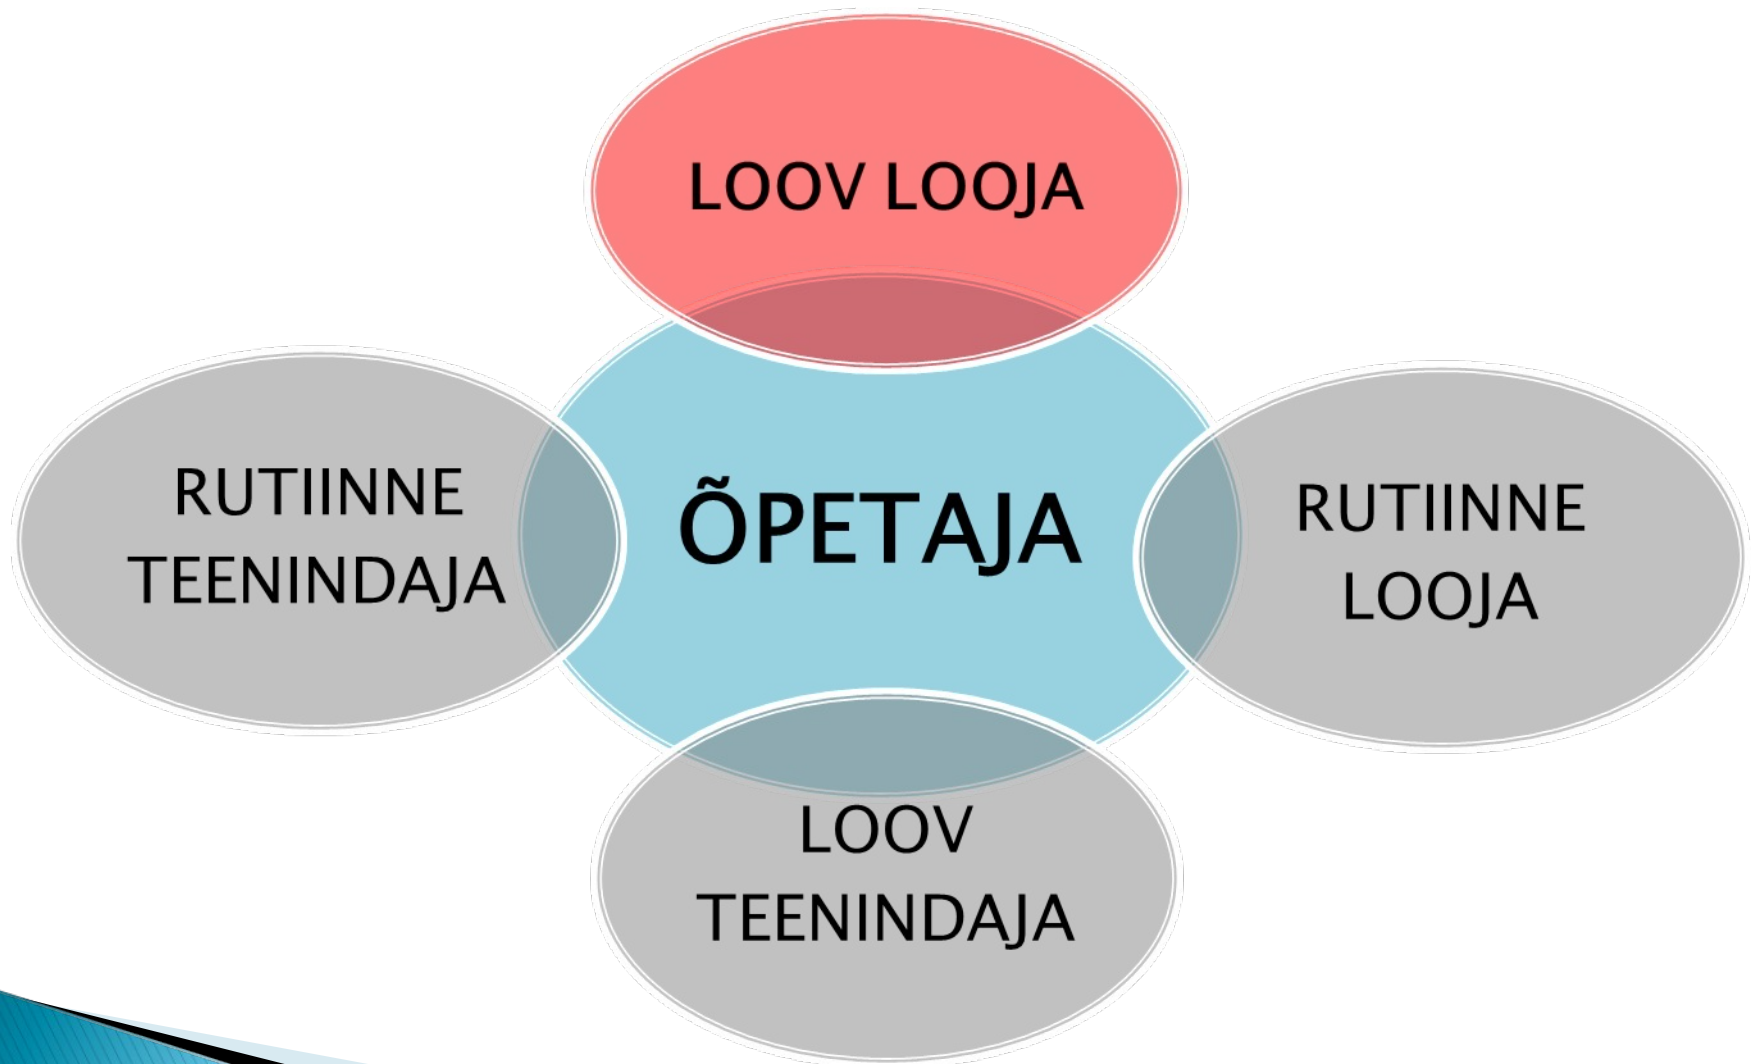 LOOV LOOJA
RUTIINNE
TEENINDAJA
ÕPETAJA
RUTIINNE
LOOJA
LOOV
TEENINDAJA